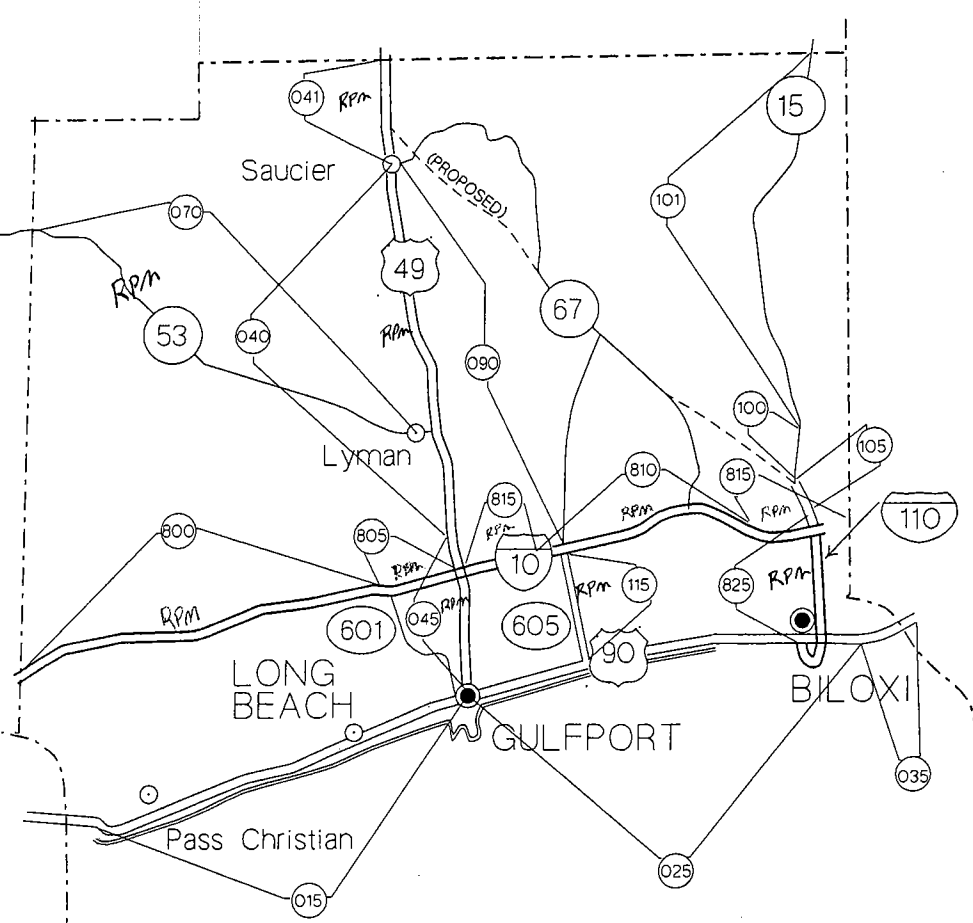 041
RPM
15
Saucier
(PROPOSED)
101
070
49
RPM
67
53
040
RPM
090
100
105
Lyman
810
815
815
110
800
805
RPM
RPM
RPM
10
RPM
RPM
045
RPM
RPM
115
825
RPM
601
605
90
LONG
BEACH
BILOXI
GULFPORT
035
Pass Christian
025
015